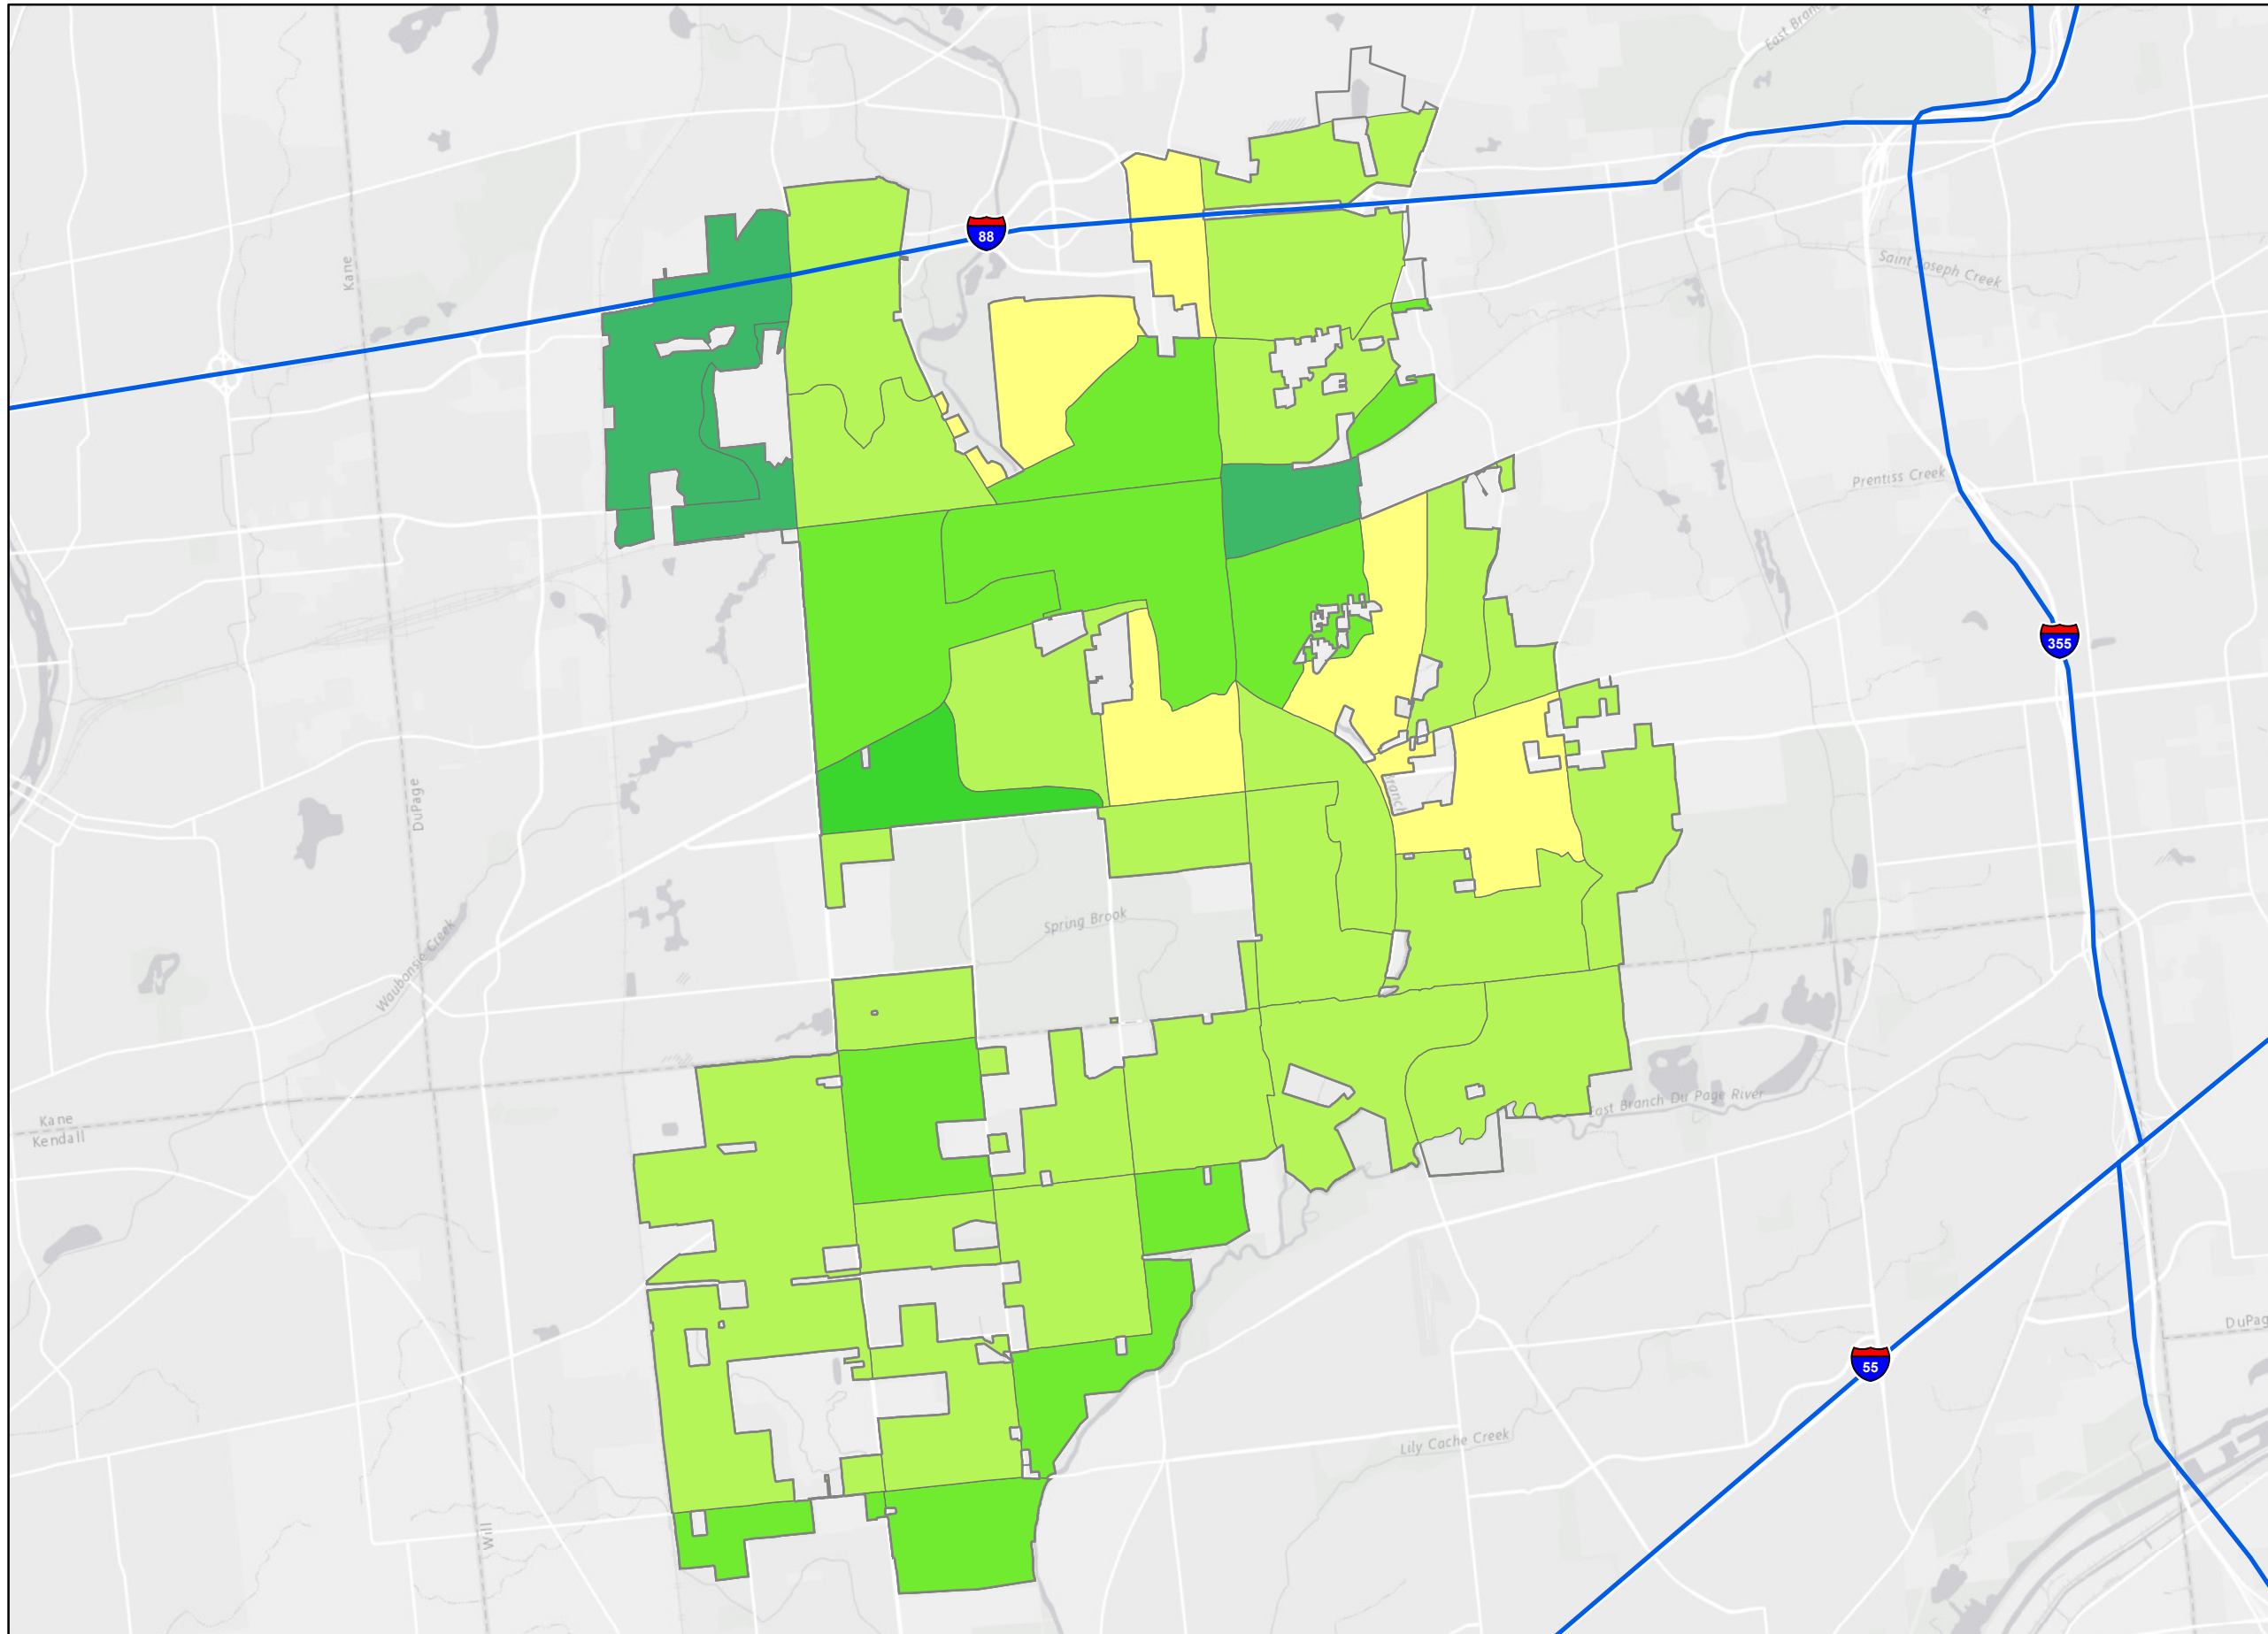 East Branc
Kane
88
Saint Joseph Creek
Prentiss Creek
355
DuPage
Branch
Spring Brook
Waubonsie Creek
Kane
Kendall
East Branch Du Page River
DuPag
55
Lily Cache Creek
Will